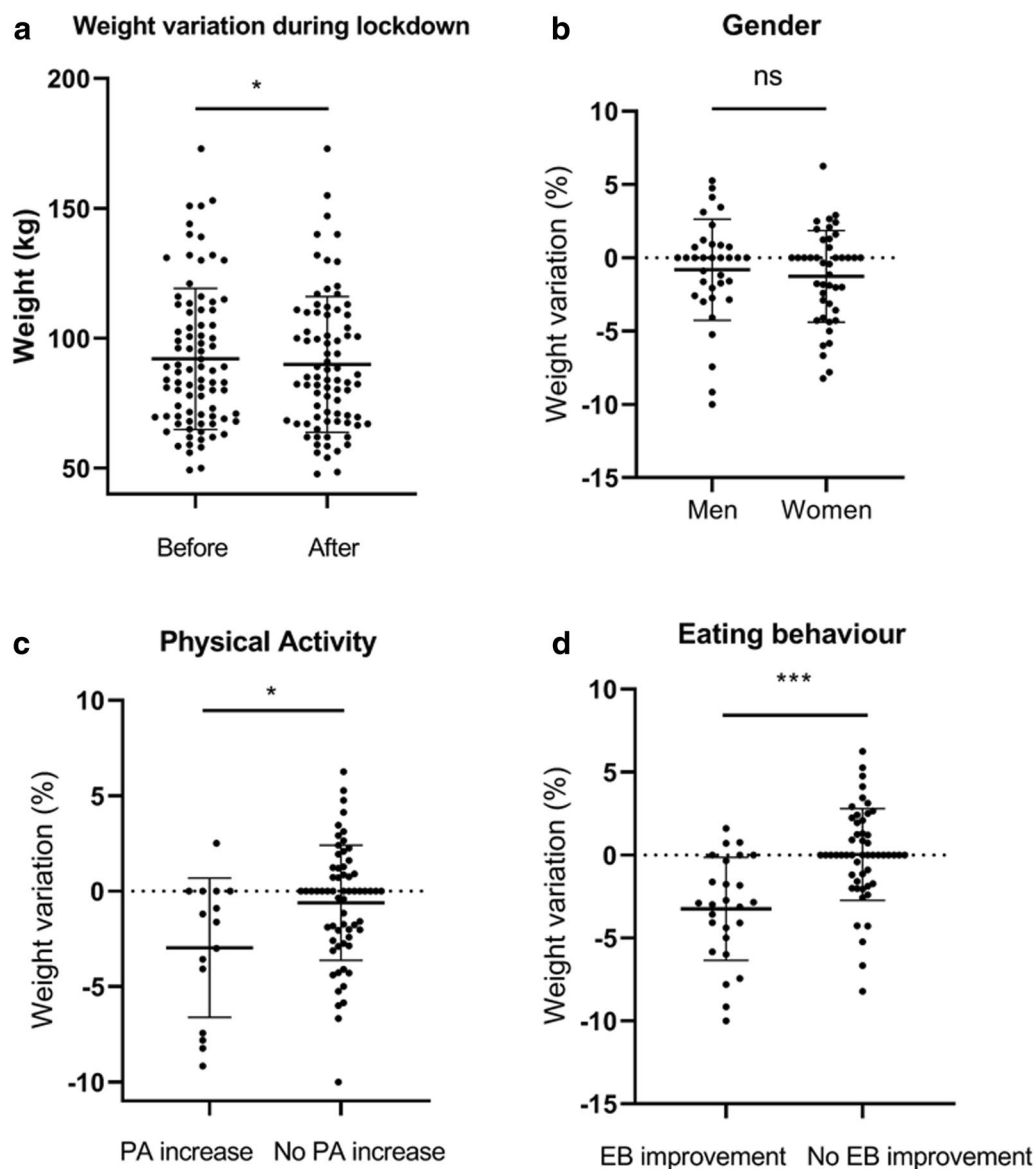 a Weight variation during lockdown
*
Weight (kg)
200
150
100
50
Before After
b Gender
ns
Weight variation (%)
10
5
0
-5
-10
-15
Men Women
c Physical Activity
*
Weight variation (%)
10
5
0
-5
-10
PA increase No PA increase
d Eating behaviour
***
Weight variation (%)
10
5
0
-5
-10
-15
EB improvement No EB improvement